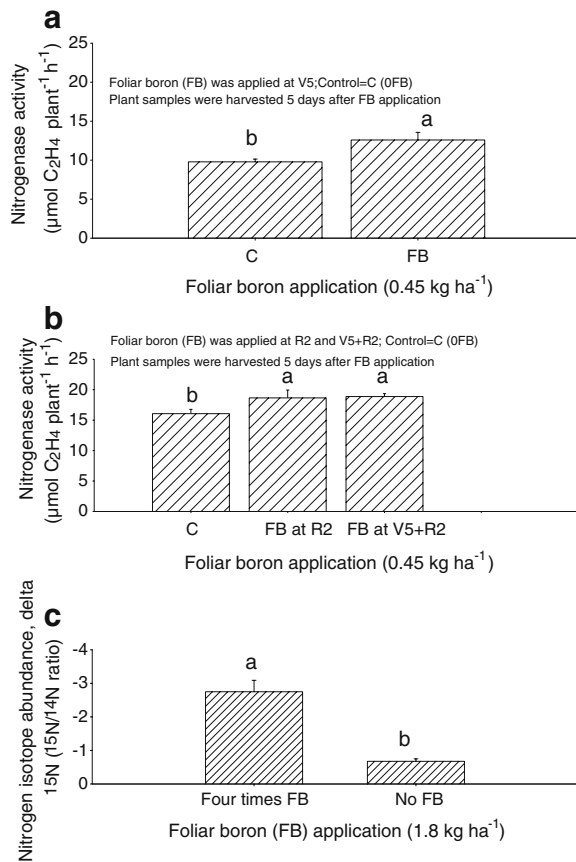 a
Nitrogenase activity
(µmol C₂H₄ plant⁻¹ h⁻¹)
30
25
20
15
10
5
0
Foliar boron (FB) was applied at V5;Control=C (0FB)
Plant samples were harvested 5 days after FB application
b
a
C
FB
Foliar boron application (0.45 kg ha⁻¹)
b
Nitrogenase activity
(µmol C₂H₄ plant⁻¹ h⁻¹)
30
25
20
15
10
5
0
Foliar boron (FB) was applied at R2 and V5+R2; Control=C (0FB)
Plant samples were harvested 5 days after FB application
b
a
a
C
FB at R2
FB at V5+R2
Foliar boron application (0.45 kg ha⁻¹)
c
Nitrogen isotope abundance, delta
15N (¹⁵N/¹⁴N ratio)
-4
-3
-2
-1
0
a
b
Four times FB
No FB
Foliar boron (FB) application (1.8 kg ha⁻¹)